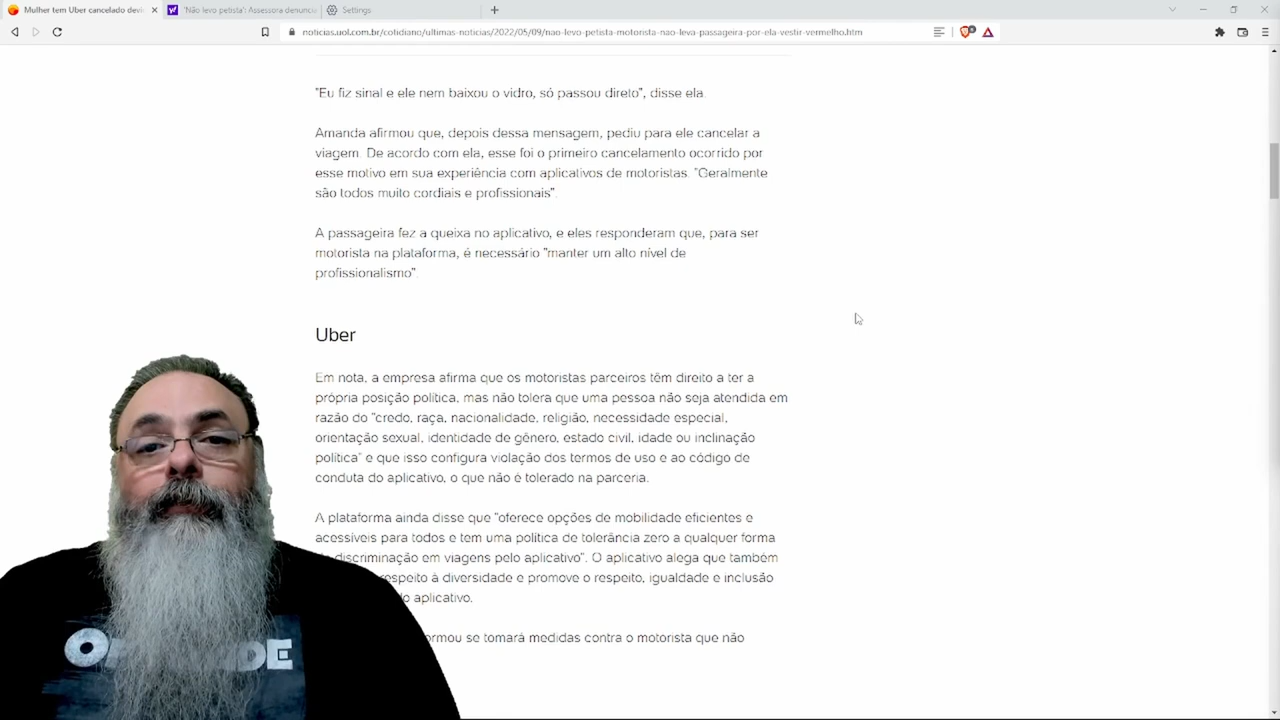 Mulher tem Uber cancelado devi
'Não levo petista': Assessora denunciu
Settings
noticias.uol.com.br/cotidiano/ultimas-noticias/2022/05/09/nao-levo-petista-motorista-nao-leva-passageira-por-ela-vestir-vermelho.htm
"Eu fiz sinal e ele nem baixou o vidro, só passou direto", disse ela.
Amanda afirmou que, depois dessa mensagem, pediu para ele cancelar a
viagem. De acordo com ela, esse foi o primeiro cancelamento ocorrido por
esse motivo em sua experiência com aplicativos de motoristas. "Geralmente
são todos muito cordiais e profissionais".
A passageira fez a queixa no aplicativo, e eles responderam que, para ser
motorista na plataforma, é necessário "manter um alto nível de
profissionalismo".
Uber
Em nota, a empresa afirma que os motoristas parceiros têm direito a ter a
própria posição política, mas não tolera que uma pessoa não seja atendida em
razão do "credo, raça, nacionalidade, religião, necessidade especial,
orientação sexual, identidade de gênero, estado civil, idade ou inclinação
política" e que isso configura violação dos termos de uso e ao código de
conduta do aplicativo, o que não é tolerado na parceria.
A plataforma ainda disse que "oferece opções de mobilidade eficientes e
acessíveis para todos e tem uma política de tolerância zero a qualquer forma
discriminação em viagens pelo aplicativo". O aplicativo alega que também
respeito à diversidade e promove o respeito, igualdade e inclusão
do aplicativo.
ormou se tomará medidas contra o motorista que não